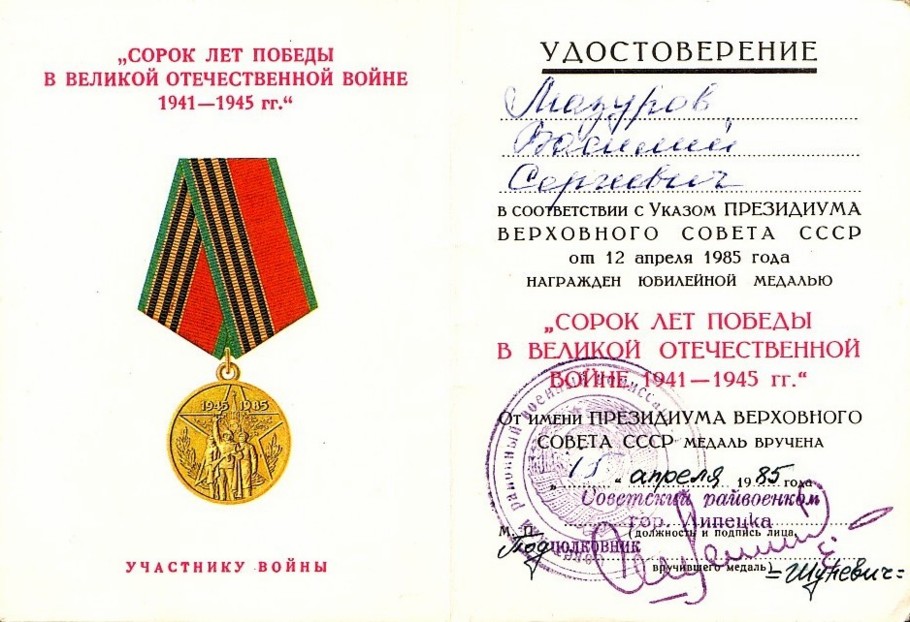 „СОРОК ЛЕТ ПОБЕДЫ
В ВЕЛИКОЙ ОТЕЧЕСТВЕННОЙ ВОЙНЕ
1941—1945 гг.“
1945 1985
УЧАСТНИКУ ВОЙНЫ
УДОСТОВЕРЕНИЕ
Мазуров
Василий
Сергеевич
в соответствии с Указом ПРЕЗИДИУМА
ВЕРХОВНОГО СОВЕТА СССР
от 12 апреля 1985 года
НАГРАЖДЕН ЮБИЛЕЙНОЙ МЕДАЛЬЮ
„СОРОК ЛЕТ ПОБЕДЫ
В ВЕЛИКОЙ ОТЕЧЕСТВЕННОЙ
ВОЙНЕ 1941—1945 гг.“
От имени ПРЕЗИДИУМА ВЕРХОВНОГО
СОВЕТА СССР МЕДАЛЬ ВРУЧЕНА
„15“ апреля 1985 года
Советский райвоенком
гор. Липецка
М. П. (должность и подпись лица,
Подполковник
вручившего медаль) =Шуневич=